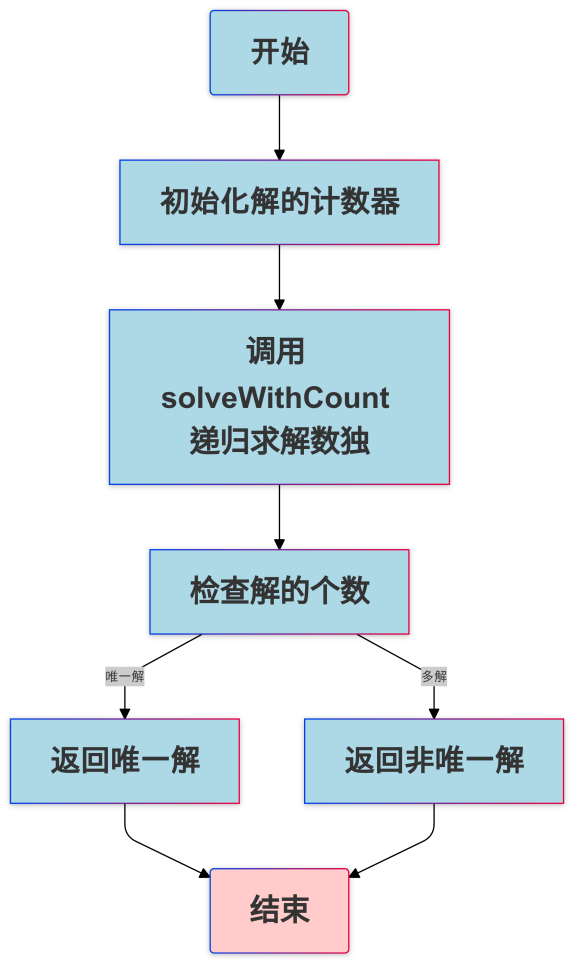 开始
初始化解的计数器
调用
solveWithCount
递归求解数独
检查解的个数
唯一解
多解
返回唯一解
返回非唯一解
结束